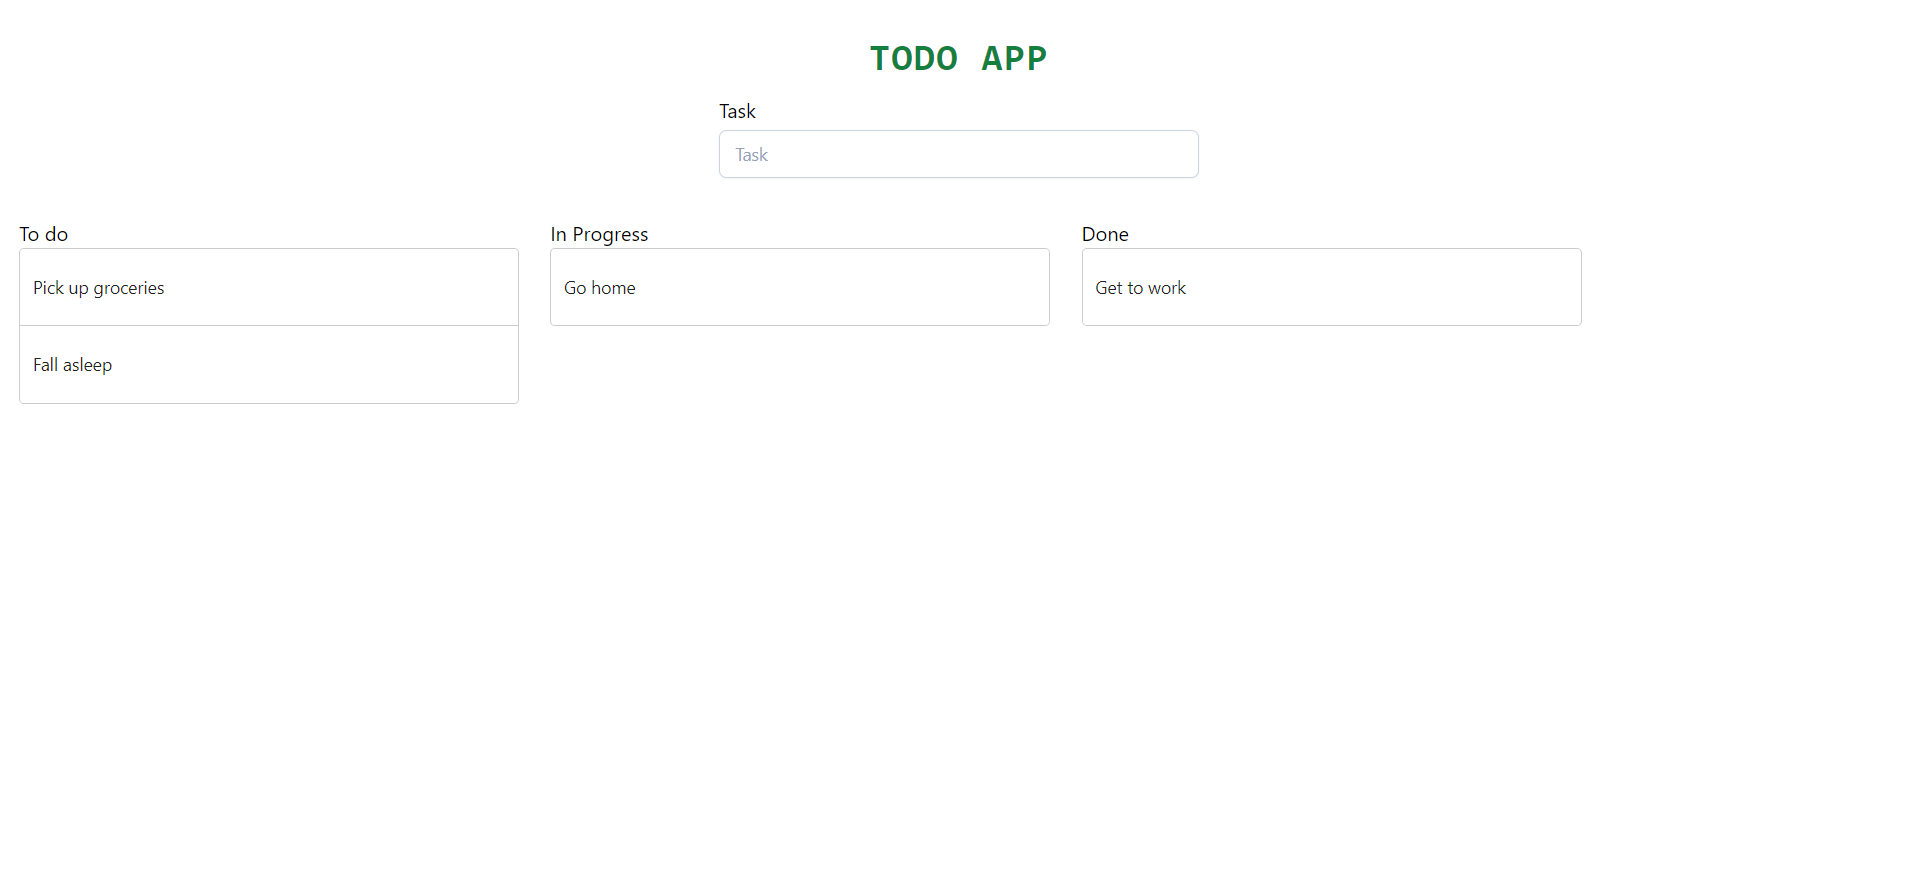 TODO APP
Task
Task
To do
Pick up groceries
Fall asleep
In Progress
Go home
Done
Get to work